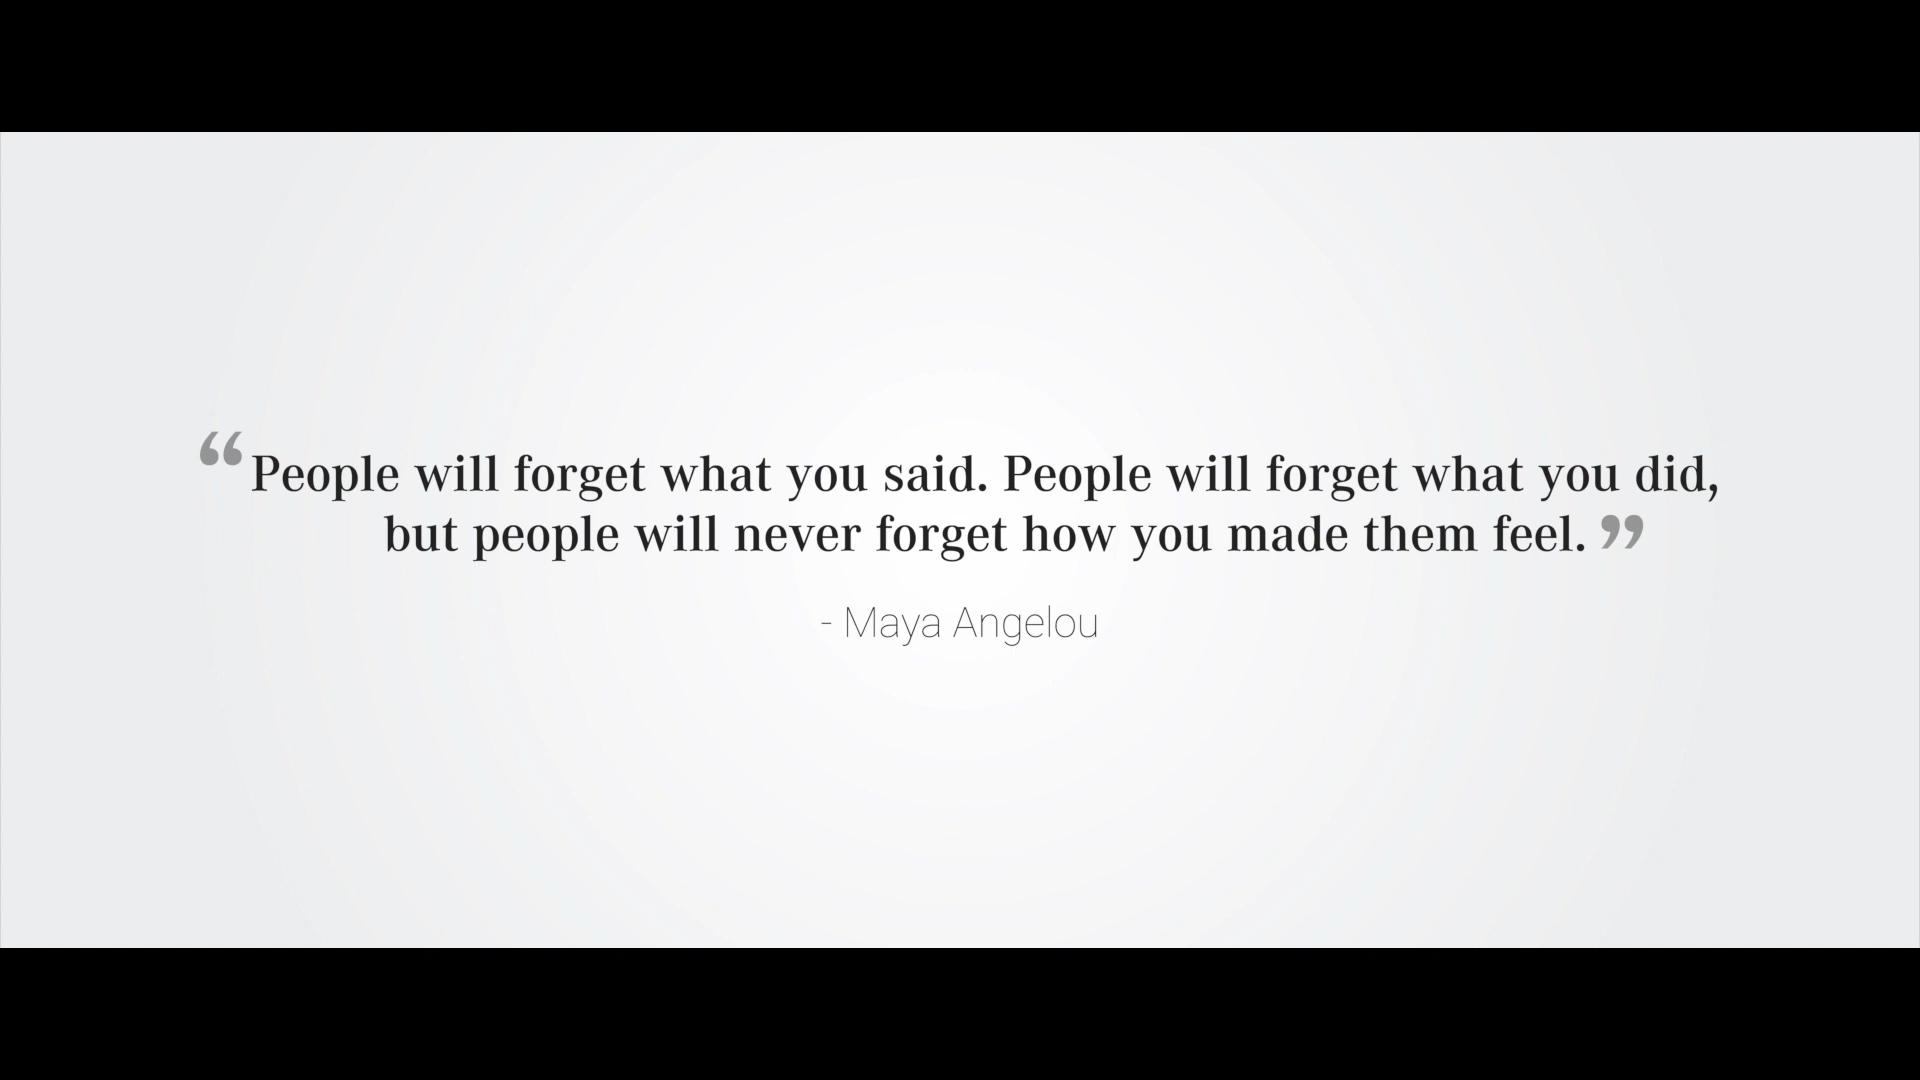 “People will forget what you said. People will forget what you did,
but people will never forget how you made them feel.”
- Maya Angelou